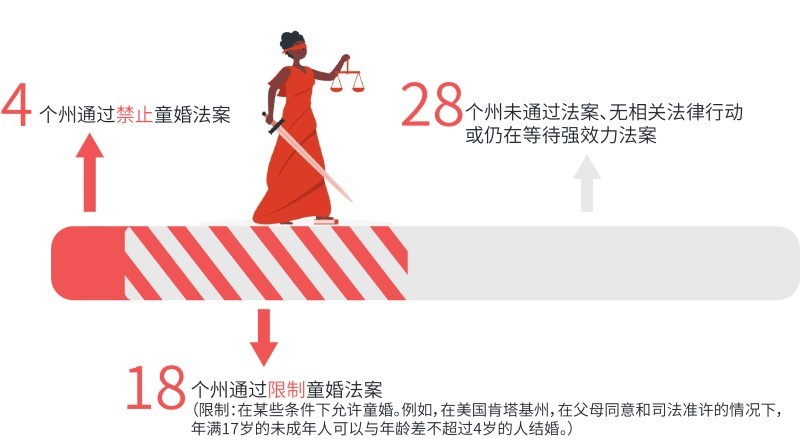 4 个州通过禁止童婚法案
28 个州未通过法案、无相关法律行动
或仍在等待强效力法案
18 个州通过限制童婚法案
（限制：在某些条件下允许童婚。例如，在美国肯塔基州，在父母同意和司法准许的情况下，
年满17岁的未成年人可以与年龄差不超过4岁的人结婚。）